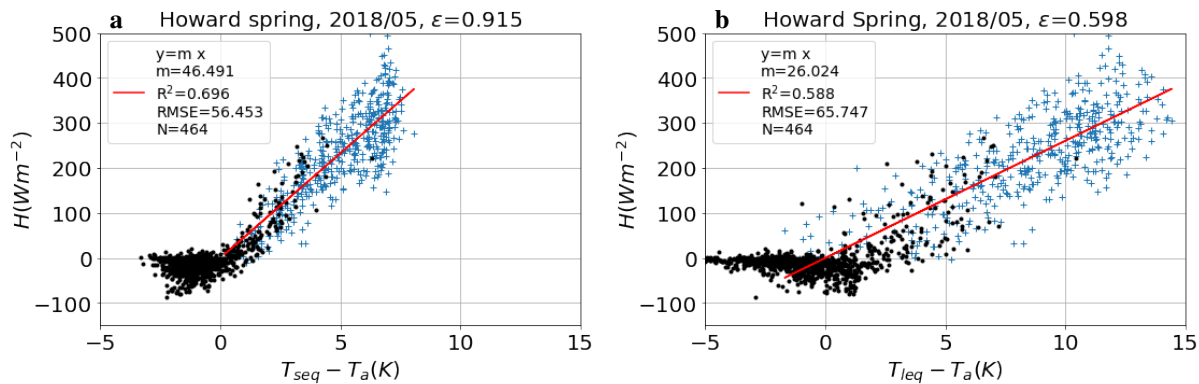 a Howard spring, 2018/05, ε=0.915
500
400
300
200
100
0
−100
H(Wm⁻²)
y=m x
m=46.491
R²=0.696
RMSE=56.453
N=464
−5 0 5 10 15
T_seq − T_a(K)
b Howard Spring, 2018/05, ε=0.598
500
400
300
200
100
0
−100
H(Wm⁻²)
y=m x
m=26.024
R²=0.588
RMSE=65.747
N=464
−5 0 5 10 15
T_leq − T_a(K)